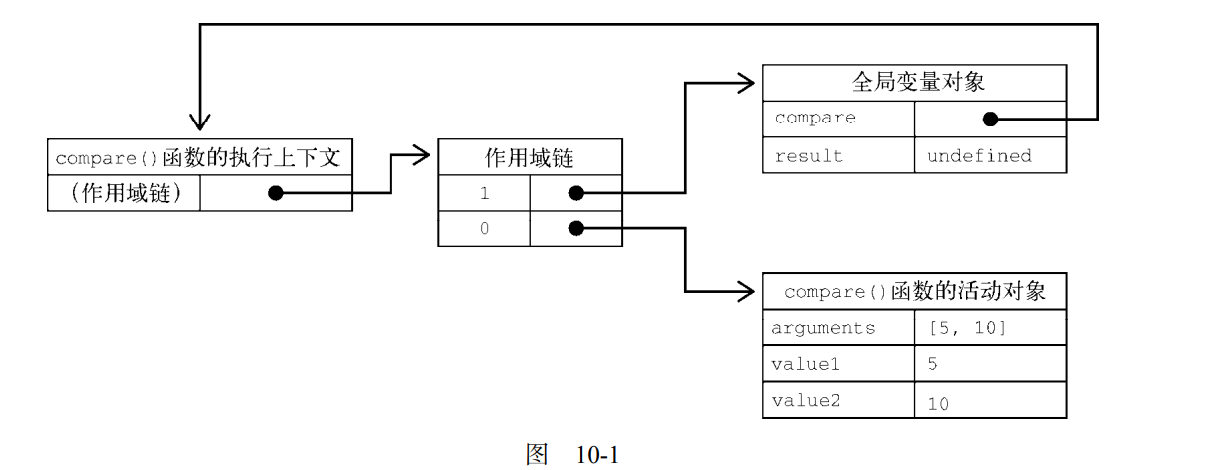 全局变量对象
compare
result undefined
compare()函数的执行上下文
(作用域链)
作用域链
1
0
compare()函数的活动对象
arguments [5, 10]
value1 5
value2 10
图 10-1